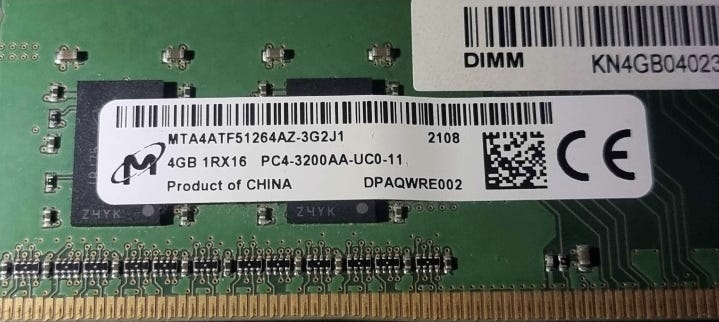 DIMM
KN4GB04023
MTA4ATF51264AZ-3G2J1 2108
4GB 1RX16 PC4-3200AA-UC0-11
Product of CHINA DPAQWRE002
CE
Z4YK
Z4YK